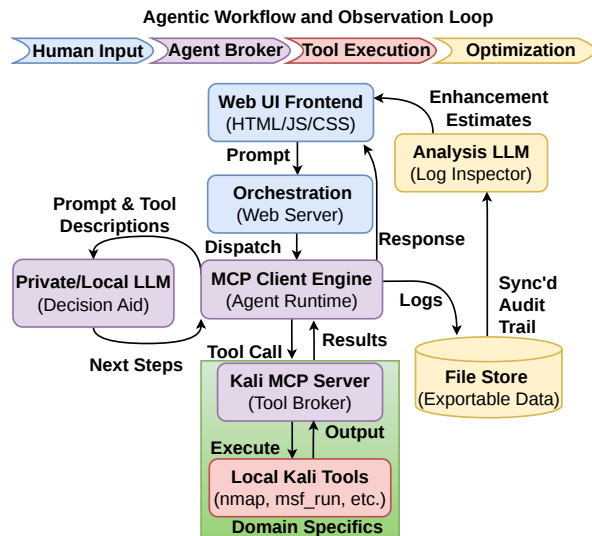 Agentic Workflow and Observation Loop
Human Input
Agent Broker
Tool Execution
Optimization
Web UI Frontend
(HTML/JS/CSS)
Enhancement
Estimates
Prompt
Analysis LLM
(Log Inspector)
Orchestration
(Web Server)
Prompt & Tool
Descriptions
Dispatch
Response
Private/Local LLM
(Decision Aid)
MCP Client Engine
(Agent Runtime)
Logs
Sync'd
Audit
Trail
Next Steps
Tool Call
Results
Kali MCP Server
(Tool Broker)
File Store
(Exportable Data)
Execute
Output
Local Kali Tools
(nmap, msf_run, etc.)
Domain Specifics